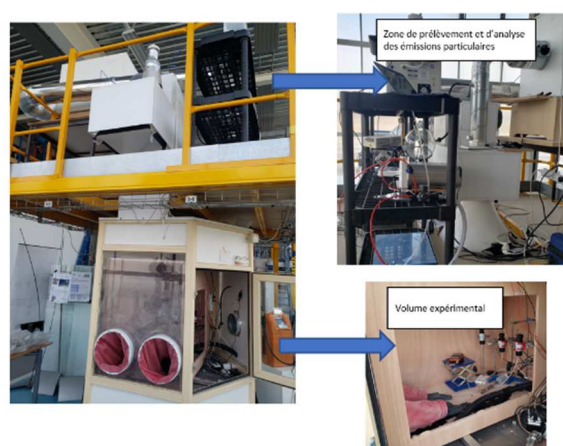 Zone de prélèvement et d'analyse
des émissions particulaires
Volume expérimental